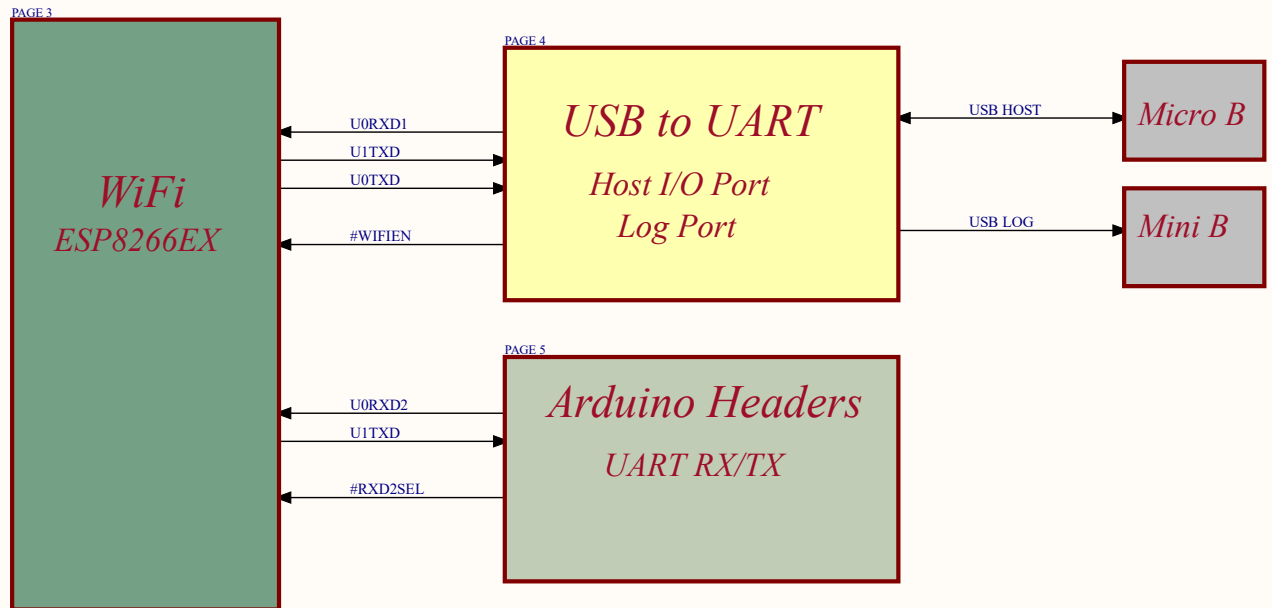 PAGE 3
WiFi
ESP8266EX
U0RXD1
U1TXD
U0TXD
#WIFIEN
PAGE 4
USB to UART
Host I/O Port
Log Port
USB HOST
Micro B
USB LOG
Mini B
U0RXD2
U1TXD
#RXD2SEL
PAGE 5
Arduino Headers
UART RX/TX